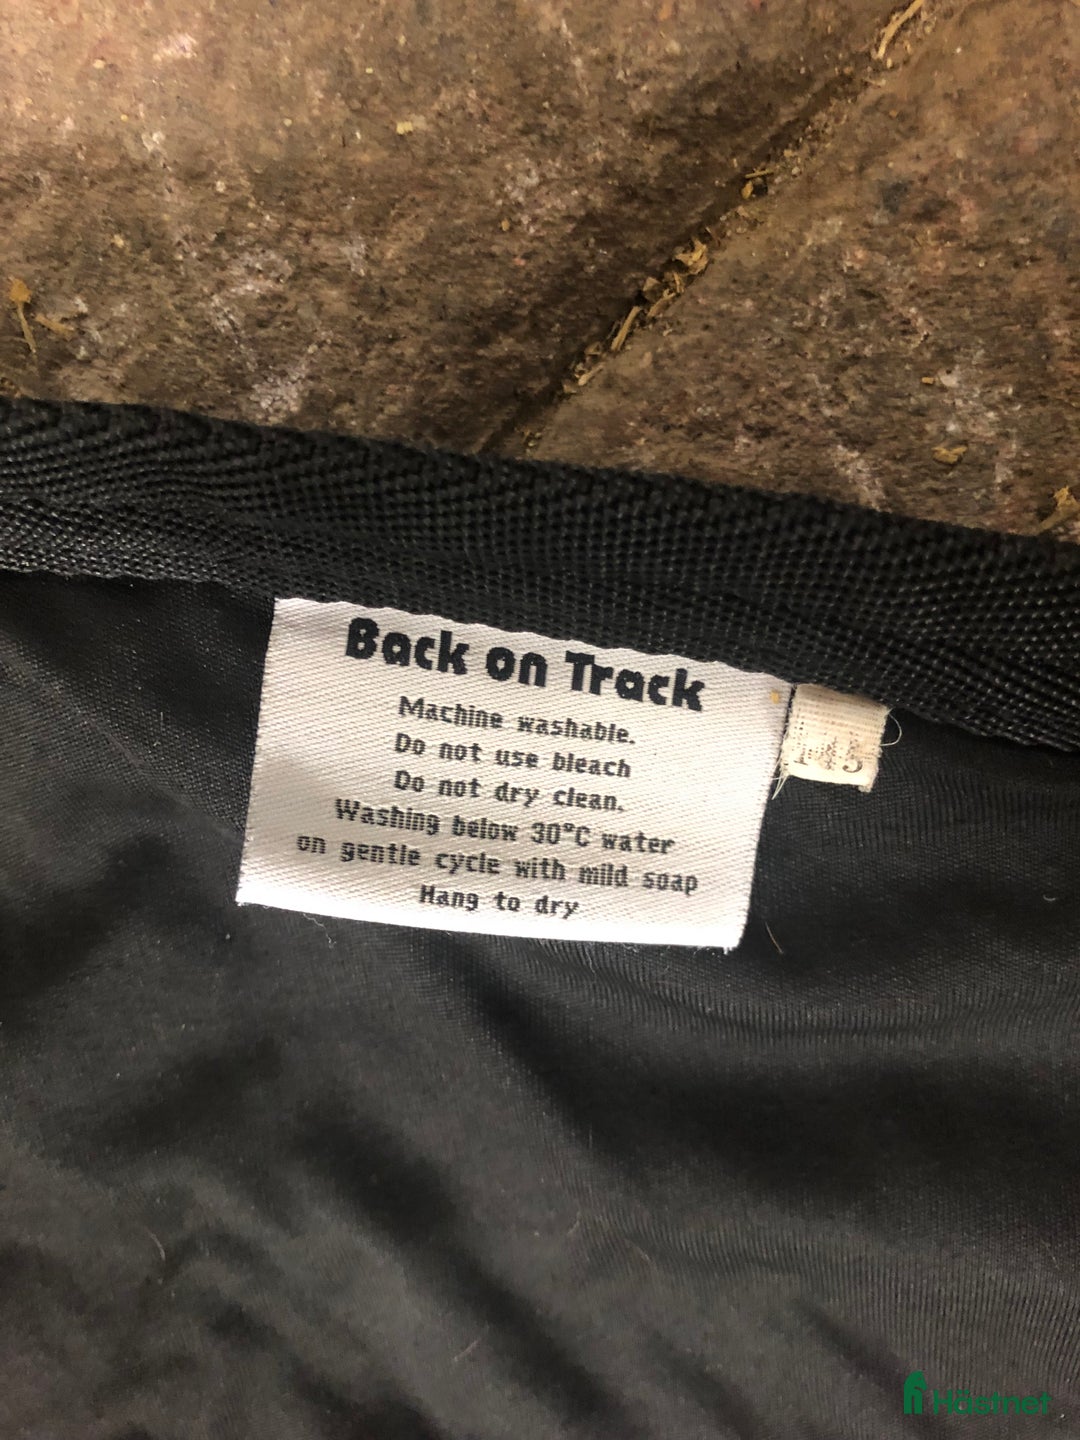 Back on Track
Machine washable.
Do not use bleach
Do not dry clean.
Washing below 30°C water
on gentle cycle with mild soap
Hang to dry
145
Hästnet